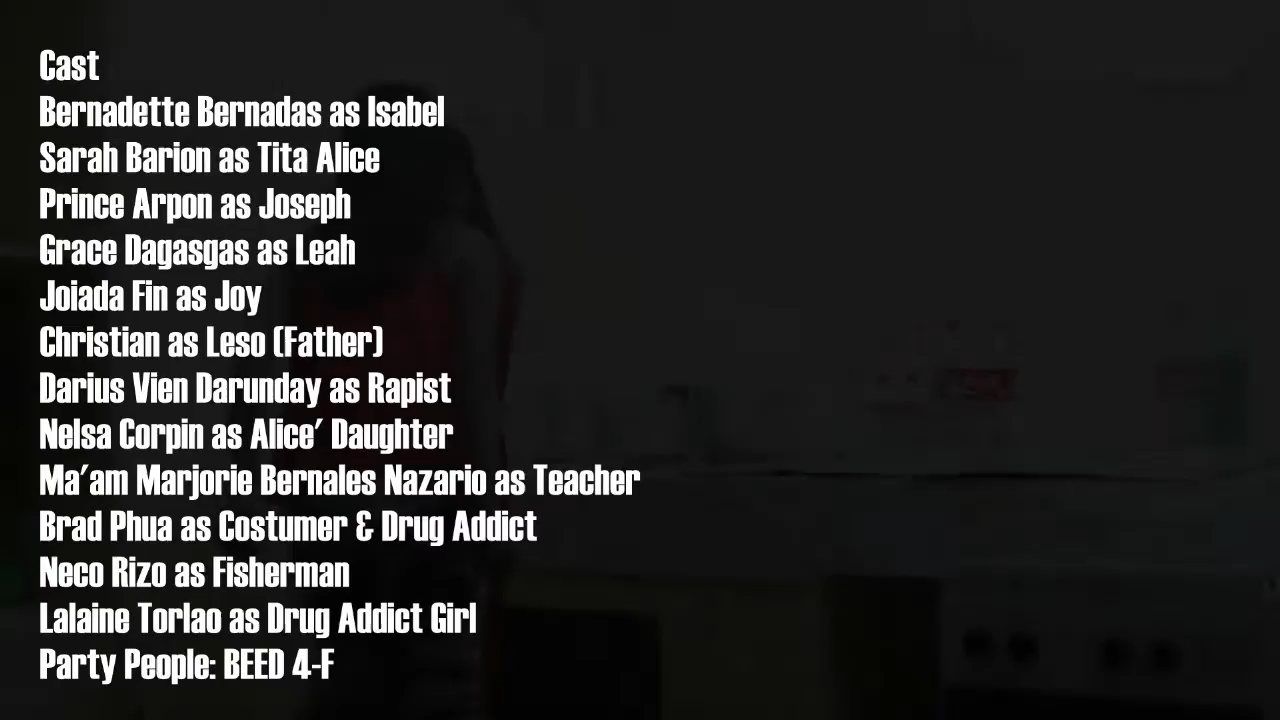 Cast
Bernadette Bernadas as Isabel
Sarah Barion as Tita Alice
Prince Arpon as Joseph
Grace Dagasgas as Leah
Joiada Fin as Joy
Christian as Leso (Father)
Darius Vien Darunday as Rapist
Nelsa Corpin as Alice' Daughter
Ma'am Marjorie Bernales Nazario as Teacher
Brad Phua as Costumer & Drug Addict
Neco Rizo as Fisherman
Lalaine Torlao as Drug Addict Girl
Party People: BEED 4-F